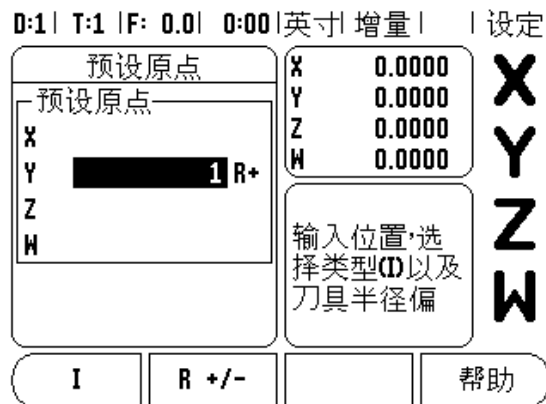 D:1| T:1 |F: 0.0| 0:00|英寸|增量| |设定
预设原点
预设原点
X
Y 1 R+
Z
W
X 0.0000
Y 0.0000
Z 0.0000
W 0.0000
输入位置,选
择类型(I)以及
刀具半径偏
X
Y
Z
W
I
R +/-
帮助